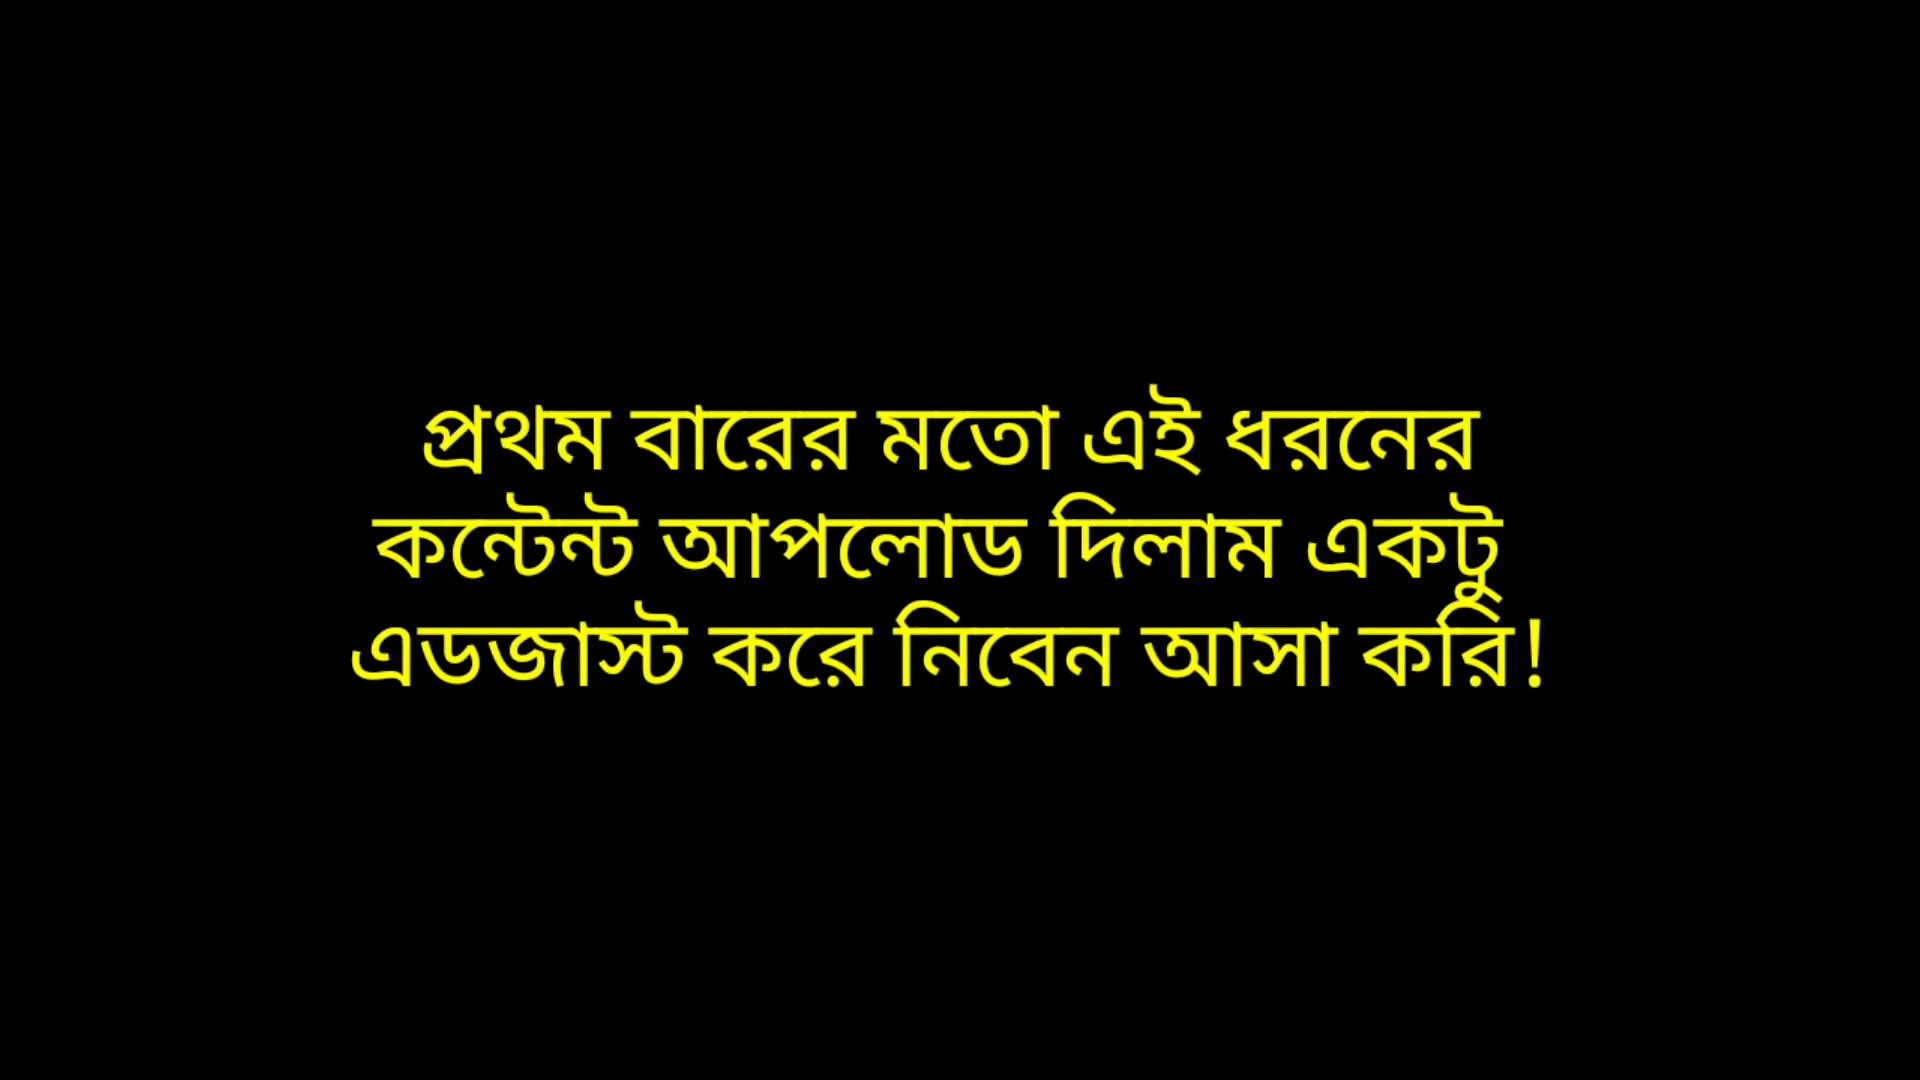 প্রথম বারের মতো এই ধরনের
কন্টেন্ট আপলোড দিলাম একটু
এডজাস্ট করে নিবেন আসা করি!